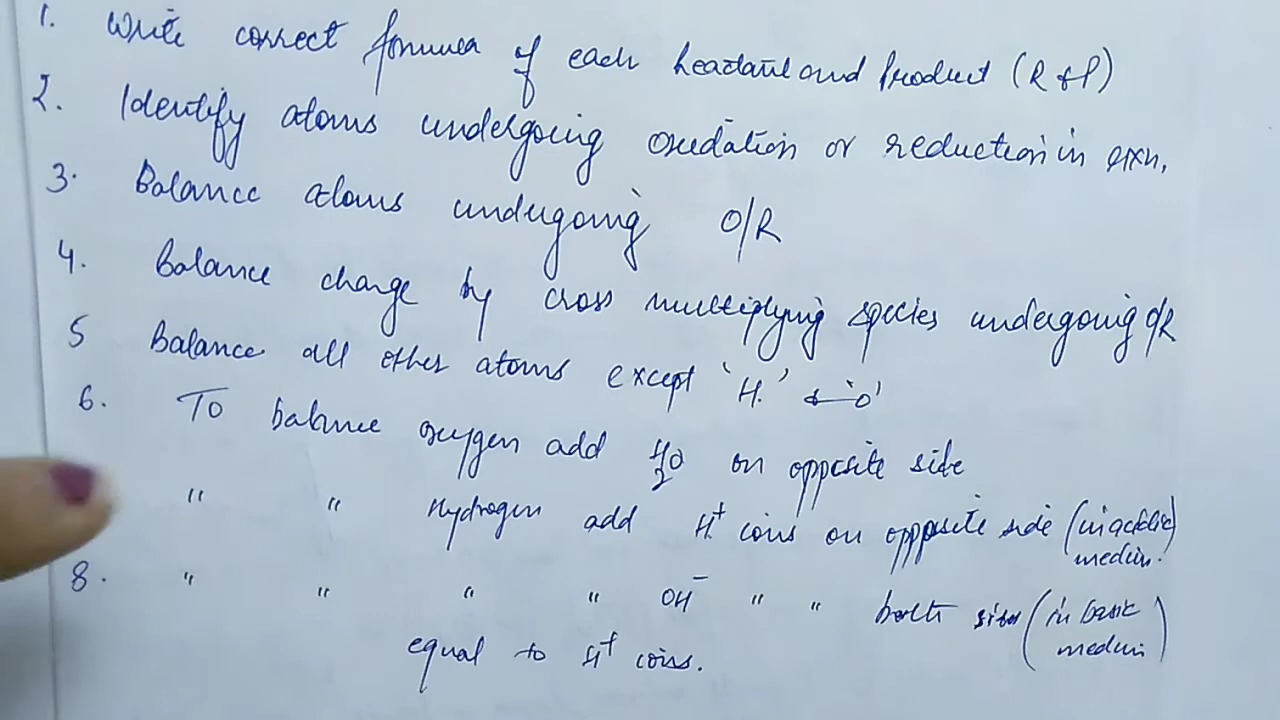 1. Write correct formula of each Reactant and Product (R & P)
2. Identify atoms undergoing oxidation or reduction in rxn.
3. Balance atoms undergoing O/R
4. Balance charge by cross multiplying species undergoing O/R
5 Balance all other atoms except 'H' & 'O'
6. To balance oxygen add H2O on opposite side
" " Hydrogen add H+ ions on opposite side (in acidic medium.)
8. " " " " OH- " " both sides (in basic medium)
equal to H+ ions.